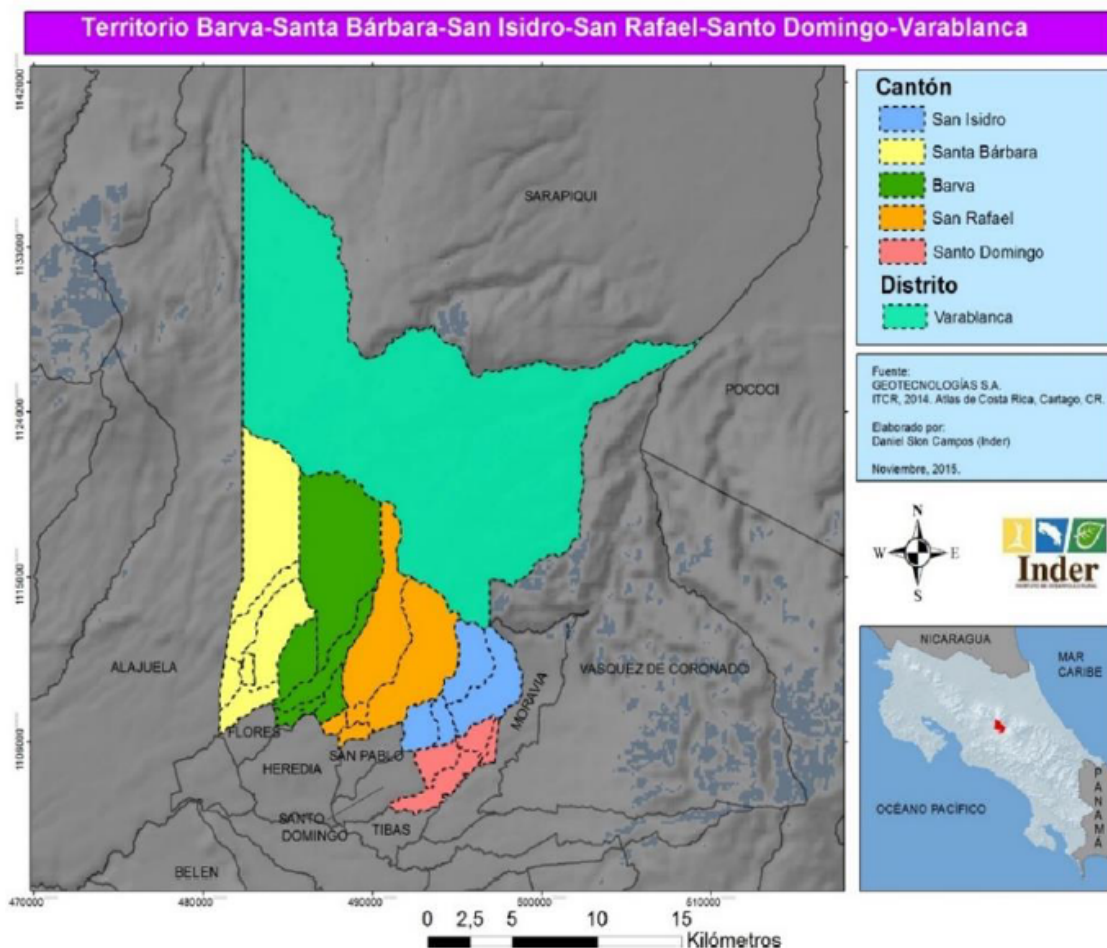 Territorio Barva-Santa Bárbara-San Isidro-San Rafael-Santo Domingo-Varablanca
Cantón
San Isidro
Santa Bárbara
Barva
San Rafael
Santo Domingo
Distrito
Varablanca
Fuente:
GEOTECNOLOGÍAS S.A.
ITCR, 2014. Atlas de Costa Rica, Cartago, CR.
Elaborado por:
Daniel Slon Campos (Inder)
Noviembre, 2015.
N
W
E
S
Inder
NICARAGUA
MAR
CARIBE
OCÉANO PACÍFICO
PANAMÁ
SARAPIQUI
POCOCI
ALAJUELA
VASQUEZ DE CORONADO
MORAVIA
FLORES
HEREDIA
SAN PABLO
SANTO
DOMINGO
TIBAS
BELEN
1133000
1124000
1115000
470000
480000
490000
500000
510000
0 2,5 5 10 15
Kilómetros